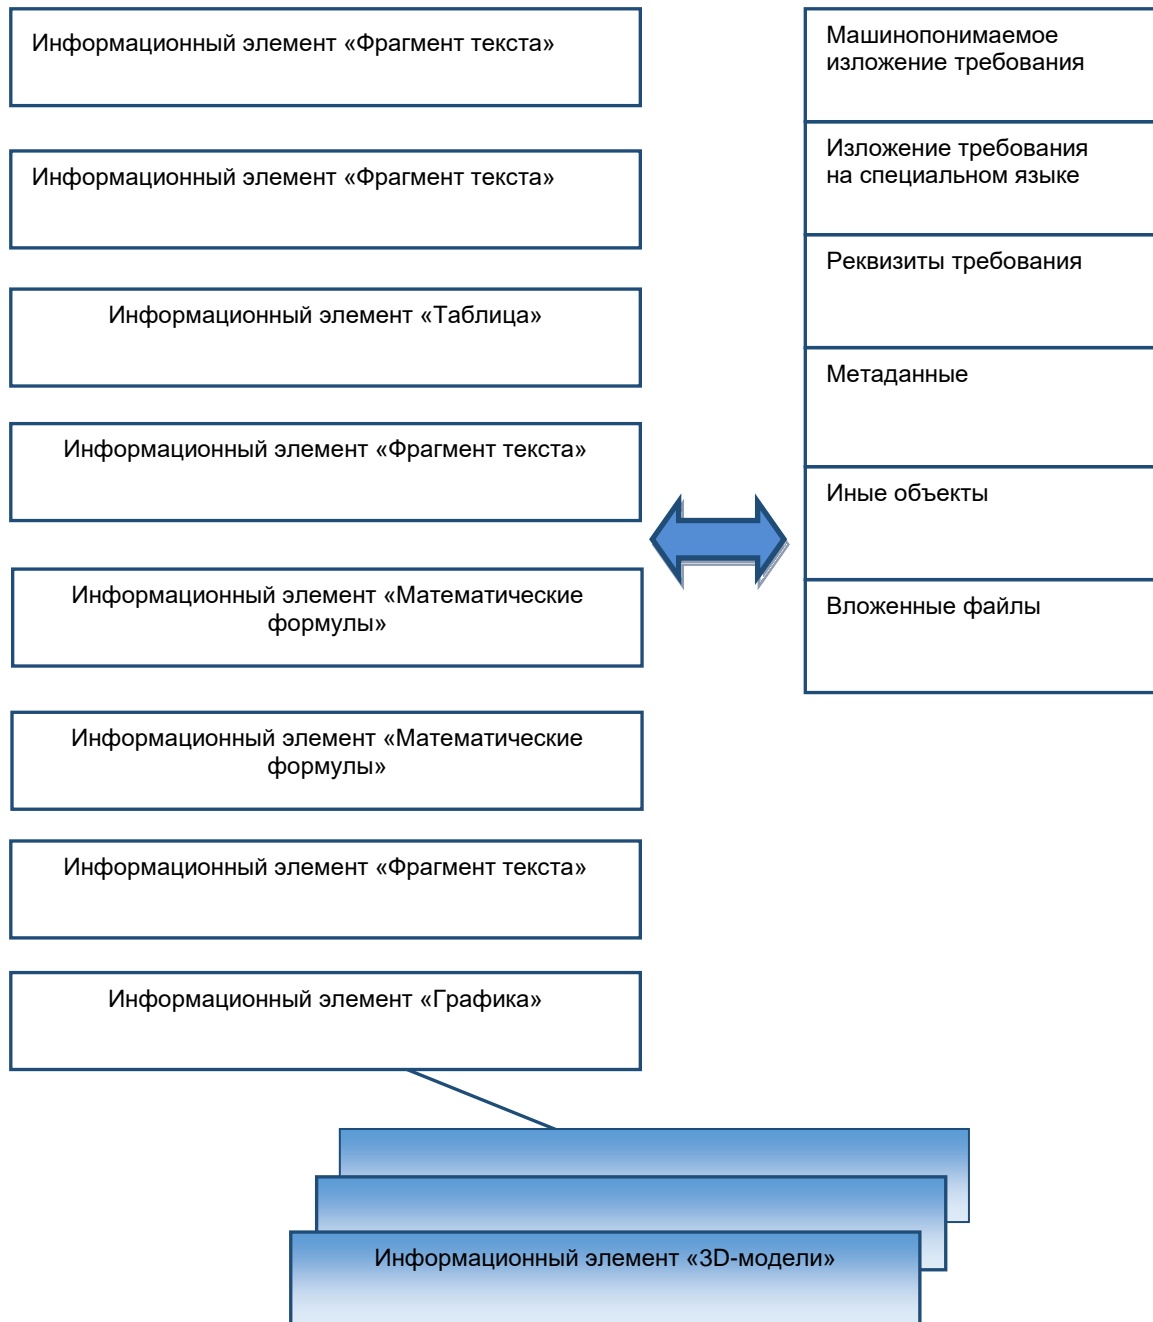 Информационный элемент «Фрагмент текста»
Информационный элемент «Фрагмент текста»
Информационный элемент «Таблица»
Информационный элемент «Фрагмент текста»
Информационный элемент «Математические
формулы»
Информационный элемент «Математические
формулы»
Информационный элемент «Фрагмент текста»
Информационный элемент «Графика»
Информационный элемент «3D-модели»
Машинопонимаемое
изложение требования
Изложение требования
на специальном языке
Реквизиты требования
Метаданные
Иные объекты
Вложенные файлы